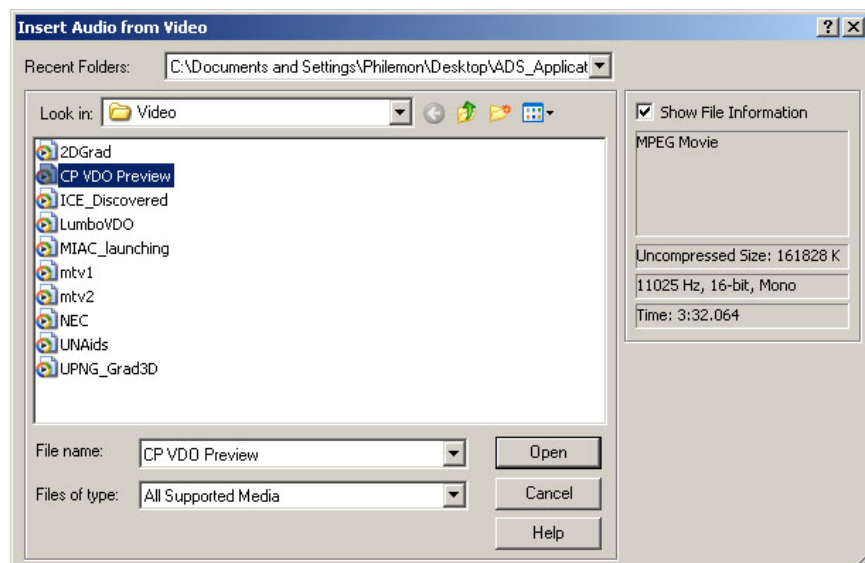 Insert Audio from Video
Recent Folders: C:\Documents and Settings\Philemon\Desktop\ADS_Applicat
Look in: Video
2DGrad
CP VDO Preview
ICE_Discovered
LumboVDO
MIAC_launching
mtv1
mtv2
NEC
UNAids
UPNG_Grad3D
File name: CP VDO Preview
Open
Files of type: All Supported Media
Cancel
Help
Show File Information
MPEG Movie
Uncompressed Size: 161828 K
11025 Hz, 16-bit, Mono
Time: 3:32.064